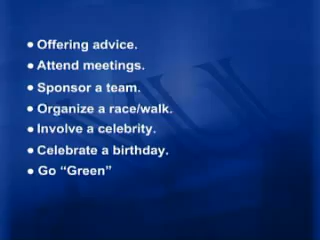 • Offering advice.
• Attend meetings.
• Sponsor a team.
• Organize a race/walk.
• Involve a celebrity.
• Celebrate a birthday.
• Go “Green”